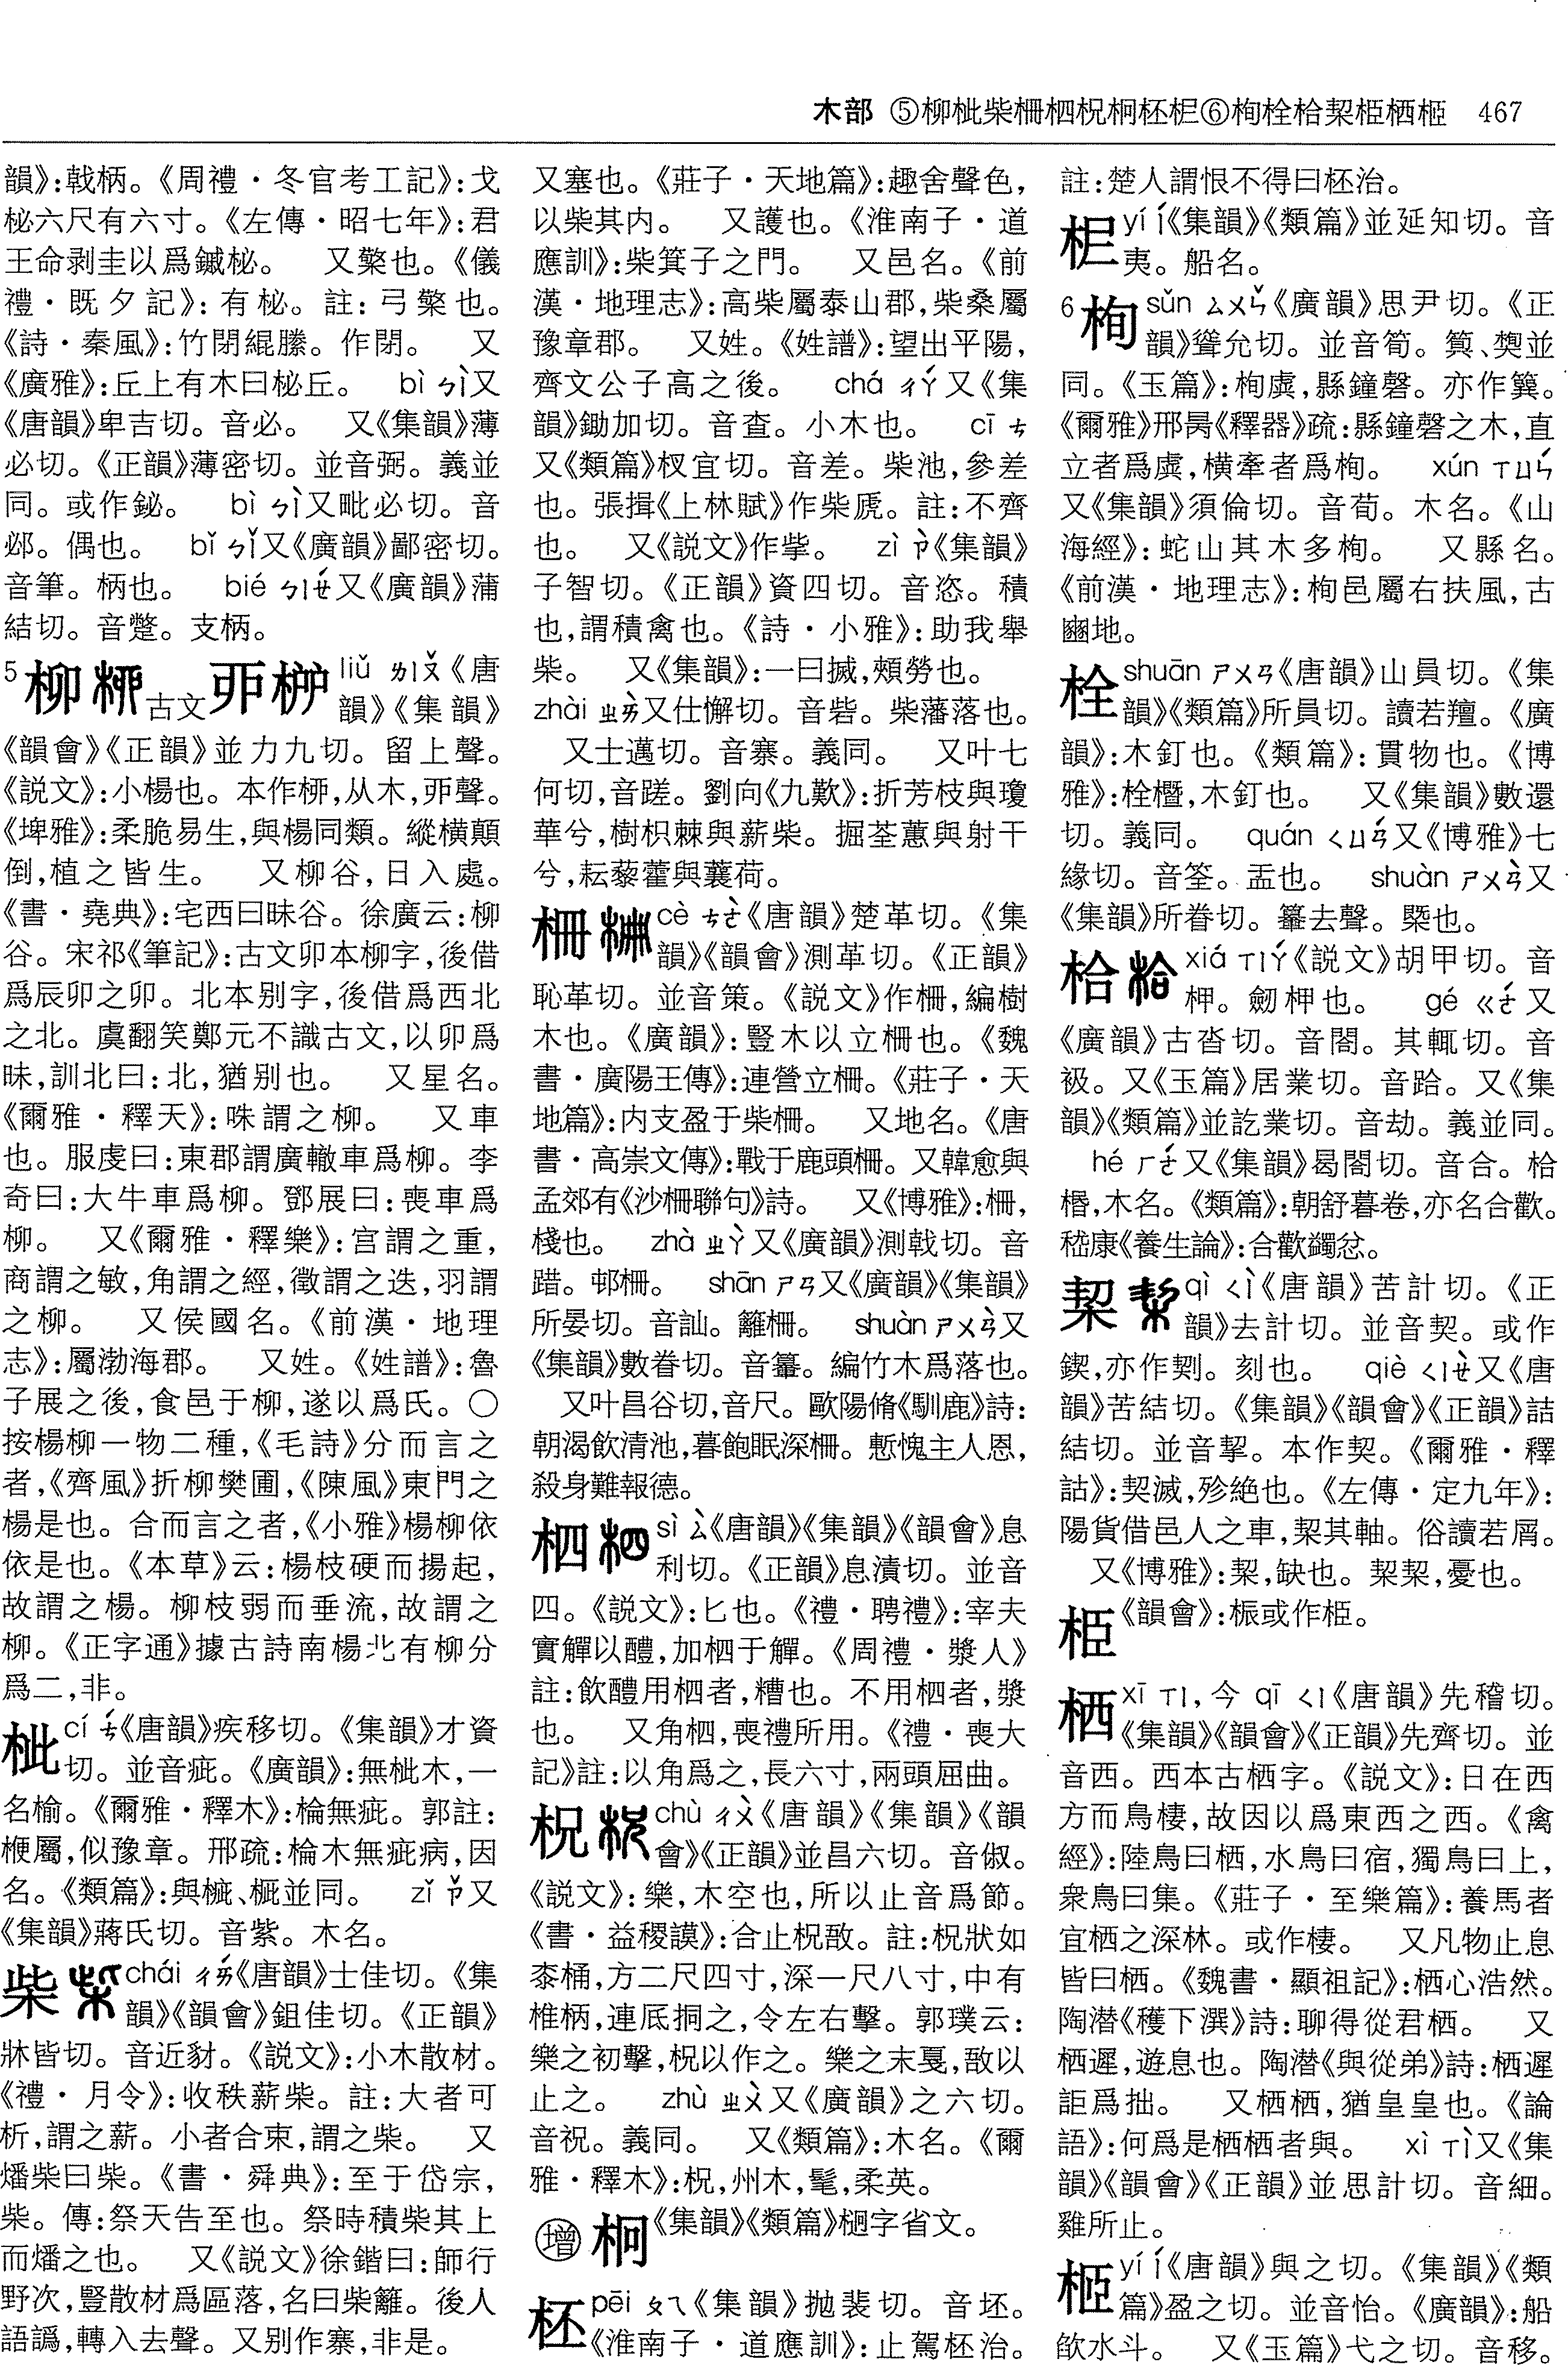 木部 ⑤柳枇柴柵柶柷柌柸柅⑥栒栓枱栔栕栖栘 467
韻》:戟柄。《周禮·冬官考工記》:戈
柲六尺有六寸。《左傳·昭七年》:君
王命剥圭以爲鏚柲。 又檠也。《儀
禮·既夕記》:有柲。註:弓檠也。
《詩·秦風》:竹閉緄縢。作閉。 又
《廣雅》:丘上有木曰柲丘。 bì ㄅㄧˋ又
《唐韻》卑吉切。音必。 又《集韻》薄
必切。《正韻》薄密切。並音弼。義並
同。或作鉍。 bì ㄅㄧˋ又毗必切。音
邲。偶也。 bǐ ㄅㄧˇ又《廣韻》鄙密切。
音筆。柄也。 bié ㄅㄧㄝˊ又《廣韻》蒲
結切。音蹩。支柄。
5 柳 古文 liǔ ㄌㄧㄡˇ《唐
韻》《集韻》
《韻會》《正韻》並力九切。留上聲。
《説文》:小楊也。本作桺,从木,丣聲。
《埤雅》:柔脆易生,與楊同類。縱横顛
倒,植之皆生。 又柳谷,日入處。
《書·堯典》:宅西曰昧谷。徐廣云:柳
谷。宋祁《筆記》:古文卯本柳字,後借
爲辰卯之卯。北本别字,後借爲西北
之北。虞翻笑鄭元不識古文,以卯爲
昧,訓北曰:北,猶别也。 又星名。
《爾雅·釋天》:咮謂之柳。 又車
也。服虔曰:東郡謂廣轍車爲柳。李
奇曰:大牛車爲柳。鄧展曰:喪車爲
柳。 又《爾雅·釋樂》:宫謂之重,
商謂之敏,角謂之經,徵謂之迭,羽謂
之柳。 又侯國名。《前漢·地理
志》:屬渤海郡。 又姓。《姓譜》:魯
子展之後,食邑于柳,遂以爲氏。○
按楊柳一物二種,《毛詩》分而言之
者,《齊風》折柳樊圃,《陳風》東門之
楊是也。合而言之者,《小雅》楊柳依
依是也。《本草》云:楊枝硬而揚起,
故謂之楊。柳枝弱而垂流,故謂之
柳。《正字通》據古詩南楊北有柳分
爲二,非。
枇 cí ㄘˊ《唐韻》疾移切。《集韻》才資
切。並音疵。《廣韻》:無枇木,一
名榆。《爾雅·釋木》:棆無疵。郭註:
楩屬,似豫章。邢疏:棆木無疵病,因
名。《類篇》:與並同。 zǐ ㄗˇ又
《集韻》蔣氏切。音紫。木名。
柴 chái ㄔㄞˊ《唐韻》士佳切。《集
韻》《韻會》鉏佳切。《正韻》
牀皆切。音近豺。《説文》:小木散材。
《禮·月令》:收秩薪柴。註:大者可
析,謂之薪。小者合束,謂之柴。 又
燔柴曰柴。《書·舜典》:至于岱宗,
柴。傳:祭天告至也。祭時積柴其上
而燔之也。 又《説文》徐鍇曰:師行
野次,豎散材爲區落,名曰柴籬。後人
語譌,轉入去聲。又别作寨,非是。
又塞也。《莊子·天地篇》:趣舍聲色,
以柴其内。 又護也。《淮南子·道
應訓》:柴箕子之門。 又邑名。《前
漢·地理志》:高柴屬泰山郡,柴桑屬
豫章郡。 又姓。《姓譜》:望出平陽,
齊文公子高之後。 chá ㄔㄚˊ又《集
韻》鋤加切。音查。小木也。 cī ㄘ
又《類篇》杈宜切。音差。柴池,參差
也。張揖《上林賦》作柴虒。註:不齊
也。 又《説文》作㧘。 zì ㄗˋ《集韻》
子智切。《正韻》資四切。音恣。積
也,謂積禽也。《詩·小雅》:助我舉
柴。 又《集韻》:一曰搣,頰勞也。
zhài ㄓㄞˋ又仕懈切。音砦。柴藩落也。
又士邁切。音寨。義同。 又叶七
何切,音蹉。劉向《九歎》:折芳枝與瓊
華兮,樹枳棘與薪柴。掘荃蕙與射干
兮,耘藜藿與蘘荷。
柵 cè ㄘㄜˋ《唐韻》楚革切。《集
韻》《韻會》測革切。《正韻》
恥革切。並音策。《説文》作柵,編樹
木也。《廣韻》:豎木以立柵也。《魏
書·廣陽王傳》:連營立柵。《莊子·天
地篇》:内支盈于柴柵。 又地名。《唐
書·高崇文傳》:戰于鹿頭柵。又韓愈與
孟郊有《沙柵聯句》詩。 又《博雅》:柵,
棧也。 zhà ㄓㄚˋ又《廣韻》測戟切。音
䟮。邨柵。 shān ㄕㄢ又《廣韻》《集韻》
所晏切。音訕。籬柵。 shuàn ㄕㄨㄢˋ又
《集韻》數眷切。音䉂。編竹木爲落也。
又叶昌谷切,音尺。歐陽脩《馴鹿》詩:
朝渴飲清池,暮飽眠深柵。慙愧主人恩,
殺身難報德。
柶 sì ㄙˋ《唐韻》《集韻》《韻會》息
利切。《正韻》息漬切。並音
四。《説文》:匕也。《禮·聘禮》:宰夫
實觶以醴,加柶于觶。《周禮·漿人》
註:飲醴用柶者,糟也。不用柶者,漿
也。 又角柶,喪禮所用。《禮·喪大
記》註:以角爲之,長六寸,兩頭屈曲。
柷 chù ㄔㄨˋ《唐韻》《集韻》《韻
會》《正韻》並昌六切。音俶。
《説文》:樂,木空也,所以止音爲節。
《書·益稷謨》:合止柷敔。註:柷狀如
桼桶,方二尺四寸,深一尺八寸,中有
椎柄,連厎挏之,令左右擊。郭璞云:
樂之初擊,柷以作之。樂之末戛,敔以
止之。 zhù ㄓㄨˋ又《廣韻》之六切。
音祝。義同。 又《類篇》:木名。《爾
雅·釋木》:柷,州木,髦,柔英。
增 《集韻》《類篇》字省文。
柸 pēi ㄆㄟ《集韻》抛裴切。音坯。
《淮南子·道應訓》:止駕柸治。
註:楚人謂恨不得曰柸治。
yí ㄧˊ《集韻》《類篇》並延知切。音
夷。船名。
6 栒 sǔn ㄙㄨㄣˇ《廣韻》思尹切。《正
韻》聳允切。並音筍。簨、並
同。《玉篇》:栒虡,縣鐘磬。亦作簨。
《爾雅》邢昺《釋器》疏:縣鐘磬之木,直
立者爲虡,横牽者爲栒。 xún ㄒㄩㄣˊ
又《集韻》須倫切。音荀。木名。《山
海經》:蛇山其木多栒。 又縣名。
《前漢·地理志》:栒邑屬右扶風,古
豳地。
栓 shuān ㄕㄨㄢ《唐韻》山員切。《集
韻》《類篇》所員切。讀若羶。《廣
韻》:木釘也。《類篇》:貫物也。《博
雅》:栓㮞,木釘也。 又《集韻》數還
切。義同。 quán ㄑㄩㄢˊ又《博雅》七
緣切。音筌。盂也。 shuàn ㄕㄨㄢˋ又
《集韻》所眷切。䉂去聲。槩也。
枱 xiá ㄒㄧㄚˊ《説文》胡甲切。音
柙。劒柙也。 gé ㄍㄜˊ又
《廣韻》古沓切。音閤。其輒切。音
衱。又《玉篇》居業切。音跲。又《集
韻》《類篇》並訖業切。音劫。義並同。
hé ㄏㄜˊ又《集韻》曷閤切。音合。㭘
㯗,木名。《類篇》:朝舒暮卷,亦名合歡。
嵇康《養生論》:合歡蠲忿。
栔 qì ㄑㄧˋ《唐韻》苦計切。《正
韻》去計切。並音契。或作
鍥,亦作㓶。刻也。 qiè ㄑㄧㄝˋ又《唐
韻》苦結切。《集韻》《韻會》《正韻》詰
結切。並音挈。本作契。《爾雅·釋
詁》:契滅,殄絶也。《左傳·定九年》:
陽貨借邑人之車,栔其軸。俗讀若屑。
又《博雅》:栔,缺也。栔栔,憂也。
《韻會》:桭或作。
栖 xī ㄒㄧ,今 qī ㄑㄧ《唐韻》先稽切。
《集韻》《韻會》《正韻》先齊切。並
音西。西本古栖字。《説文》:日在西
方而鳥棲,故因以爲東西之西。《禽
經》:陸鳥曰栖,水鳥曰宿,獨鳥曰上,
衆鳥曰集。《莊子·至樂篇》:養馬者
宜栖之深林。或作棲。 又凡物止息
皆曰栖。《魏書·顯祖記》:栖心浩然。
陶潛《穫下潠》詩:聊得從君栖。 又
栖遲,遊息也。陶潛《與從弟》詩:栖遲
詎爲拙。 又栖栖,猶皇皇也。《論
語》:何爲是栖栖者與。 xì ㄒㄧˋ又《集
韻》《韻會》《正韻》並思計切。音細。
雞所止。
yí ㄧˊ《唐韻》與之切。《集韻》《類
篇》盈之切。並音怡。《廣韻》:船
㪺水斗。 又《玉篇》弋之切。音移。